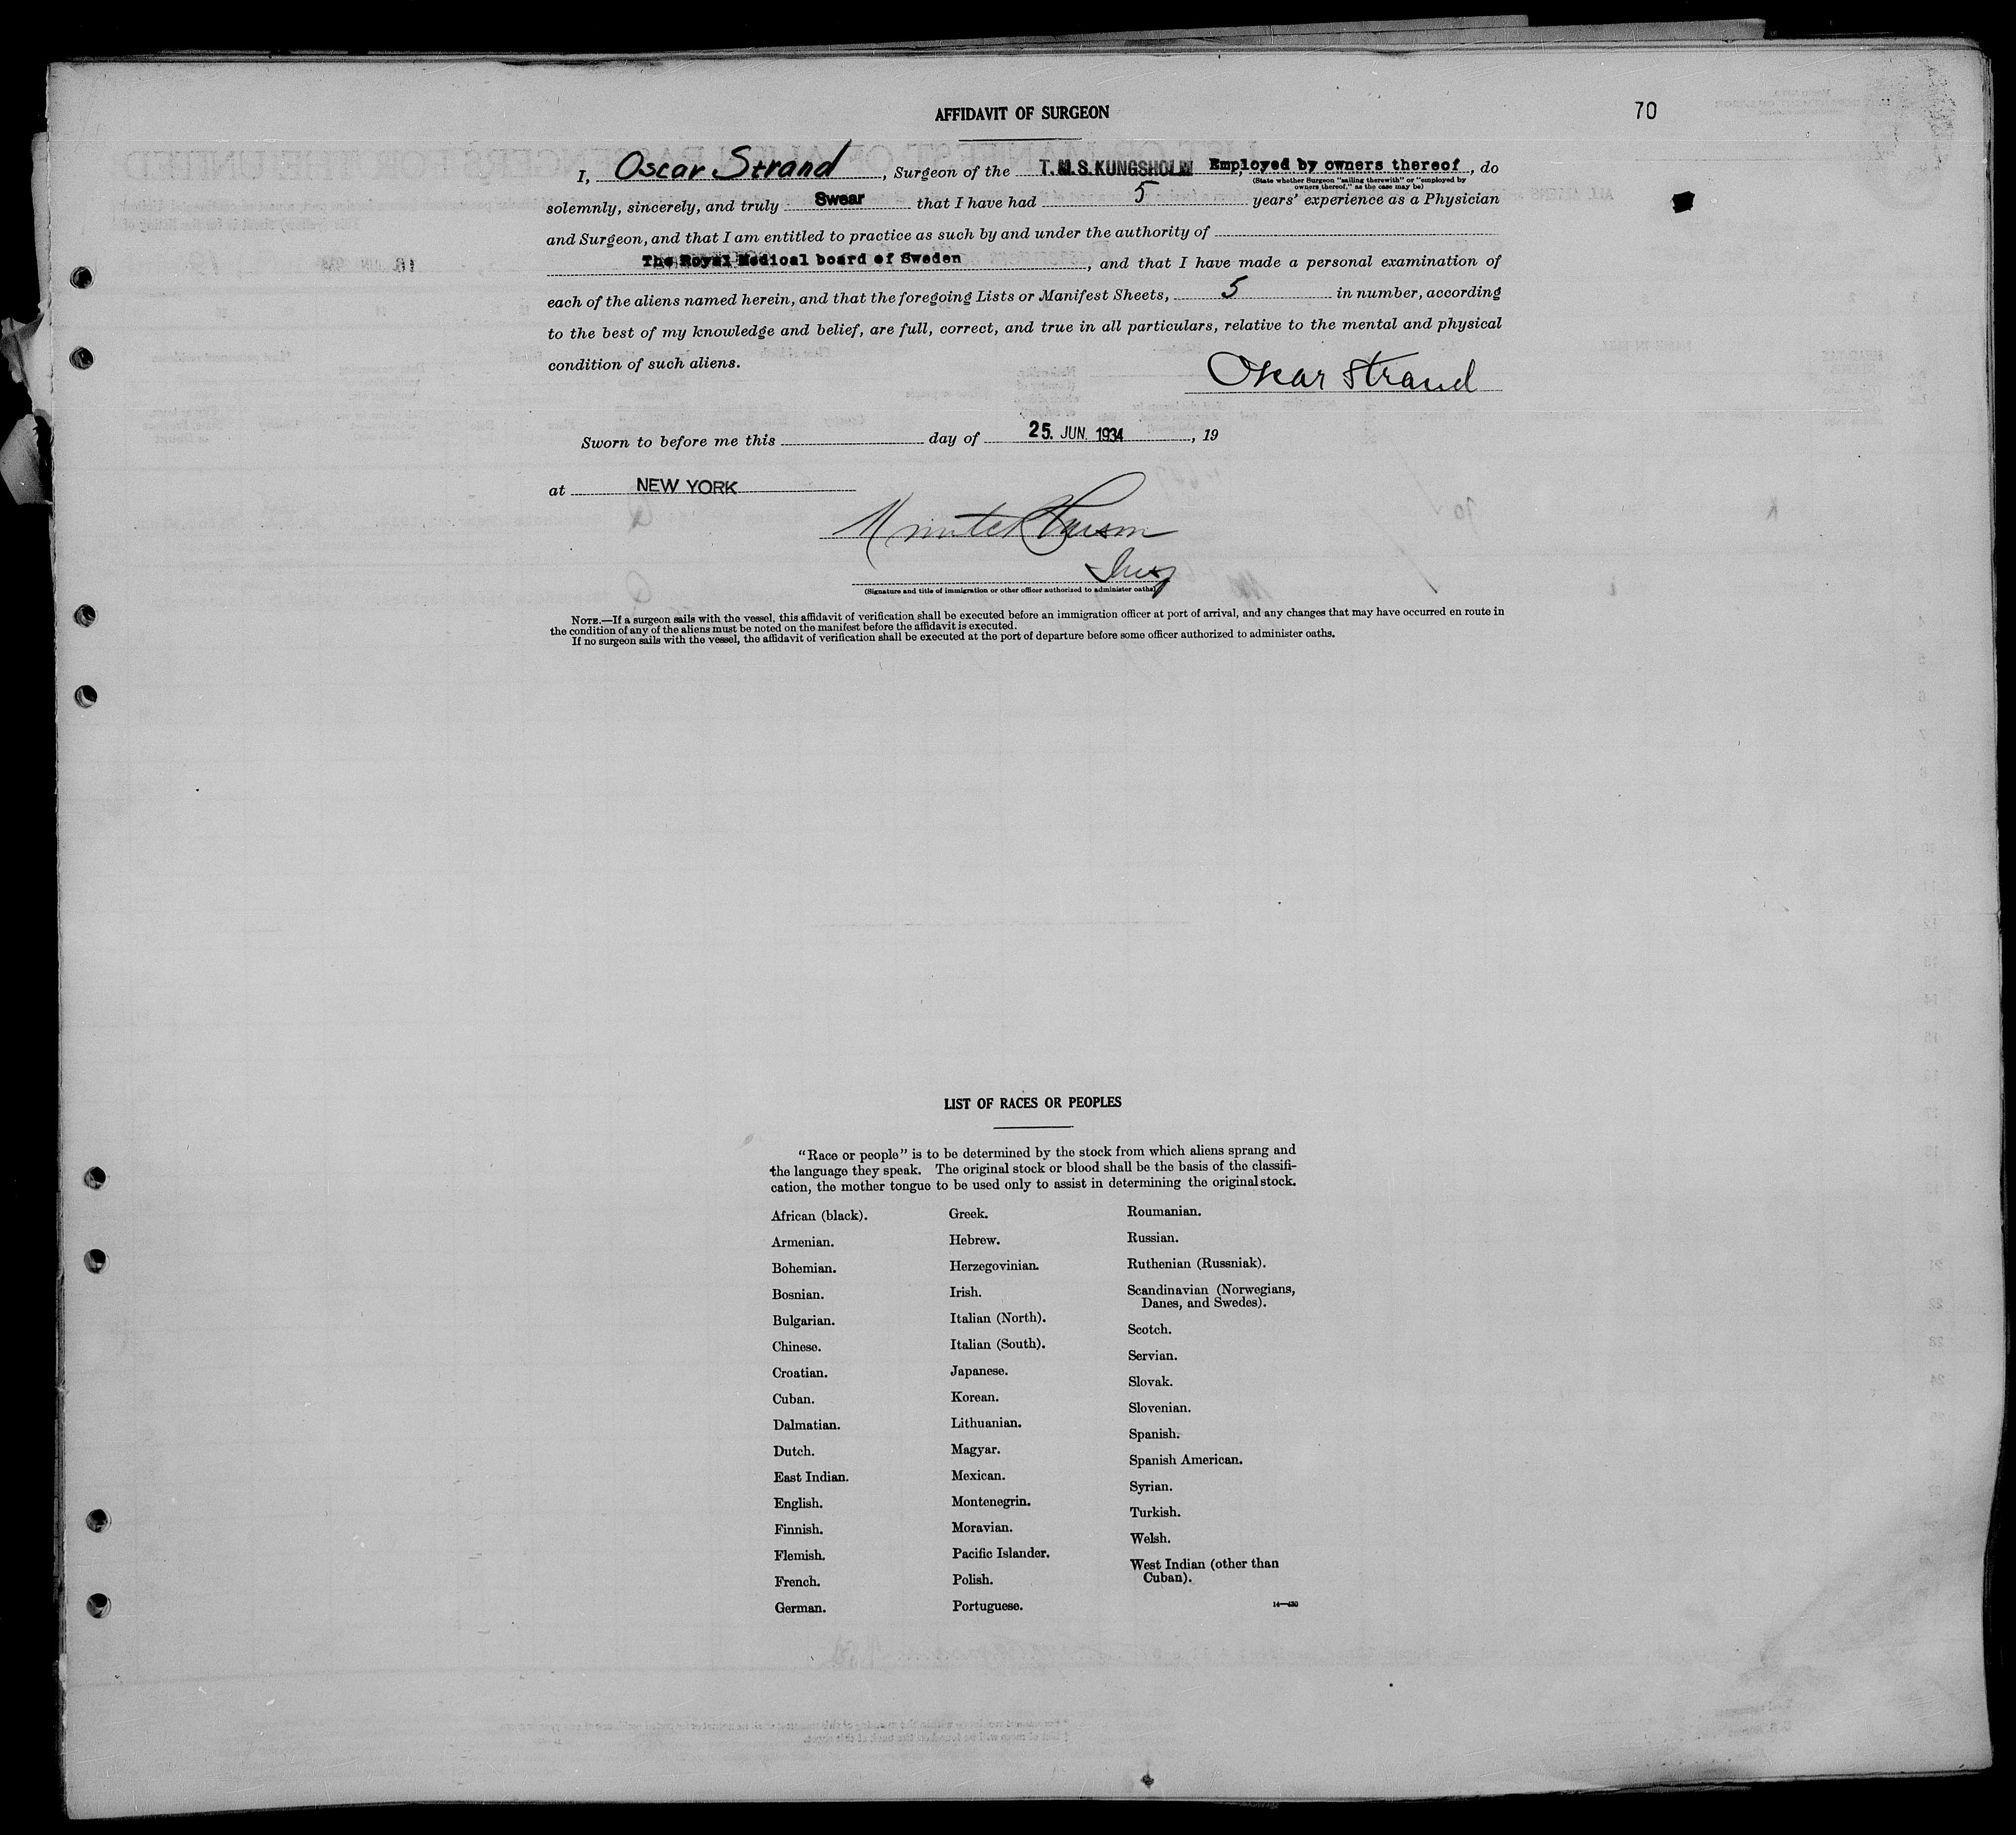 AFFIDAVIT OF SURGEON
70
I, Oscar Strand, Surgeon of the T.M.S. KUNGSHOLM, Employed by owners thereof, do
(State whether Surgeon "sailing therewith" or "employed by
owners thereof," as the case may be)
solemnly, sincerely, and truly Swear that I have had 5 years' experience as a Physician
and Surgeon, and that I am entitled to practice as such by and under the authority of
The Royal Medical board of Sweden, and that I have made a personal examination of
each of the aliens named herein, and that the foregoing Lists or Manifest Sheets, 5 in number, according
to the best of my knowledge and belief, are full, correct, and true in all particulars, relative to the mental and physical
condition of such aliens.
Oskar Strand
Sworn to before me this day of 25. JUN. 1934, 19
at NEW YORK
(Signature and title of immigration or other officer authorized to administer oaths)
NOTE.—If a surgeon sails with the vessel, this affidavit of verification shall be executed before an immigration officer at port of arrival, and any changes that may have occurred en route in
the condition of any of the aliens must be noted on the manifest before the affidavit is executed.
If no surgeon sails with the vessel, the affidavit of verification shall be executed at the port of departure before some officer authorized to administer oaths.
LIST OF RACES OR PEOPLES
"Race or people" is to be determined by the stock from which aliens sprang and
the language they speak. The original stock or blood shall be the basis of the classifi-
cation, the mother tongue to be used only to assist in determining the original stock.
African (black).
Armenian.
Bohemian.
Bosnian.
Bulgarian.
Chinese.
Croatian.
Cuban.
Dalmatian.
Dutch.
East Indian.
English.
Finnish.
Flemish.
French.
German.
Greek.
Hebrew.
Herzegovinian.
Irish.
Italian (North).
Italian (South).
Japanese.
Korean.
Lithuanian.
Magyar.
Mexican.
Montenegrin.
Moravian.
Pacific Islander.
Polish.
Portuguese.
Roumanian.
Russian.
Ruthenian (Russniak).
Scandinavian (Norwegians,
Danes, and Swedes).
Scotch.
Servian.
Slovak.
Slovenian.
Spanish.
Spanish American.
Syrian.
Turkish.
Welsh.
West Indian (other than
Cuban).